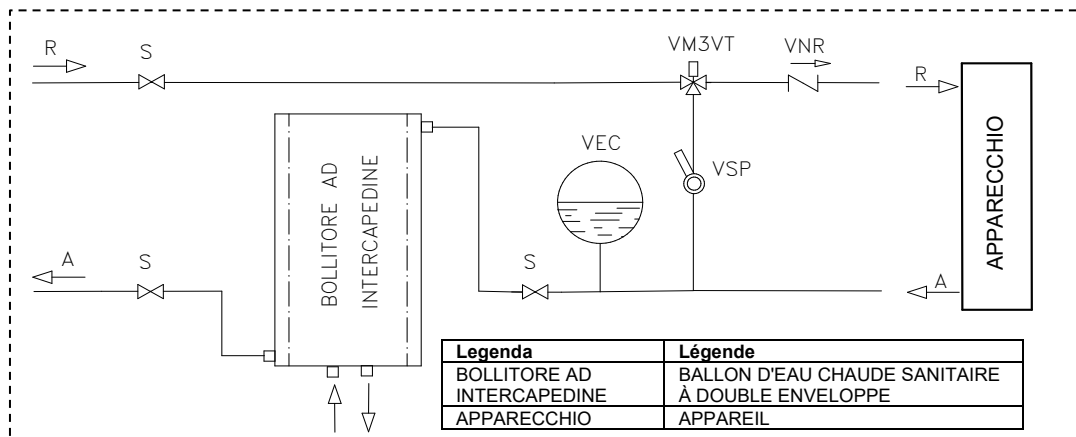 R
S
VM3VT
VNR
R
VEC
VSP
BOLLITORE AD
INTERCAPEDINE
APPARECCHIO
A
S
S
A
Legenda Légende
BOLLITORE AD INTERCAPEDINE BALLON D'EAU CHAUDE SANITAIRE À DOUBLE ENVELOPPE
APPARECCHIO APPAREIL